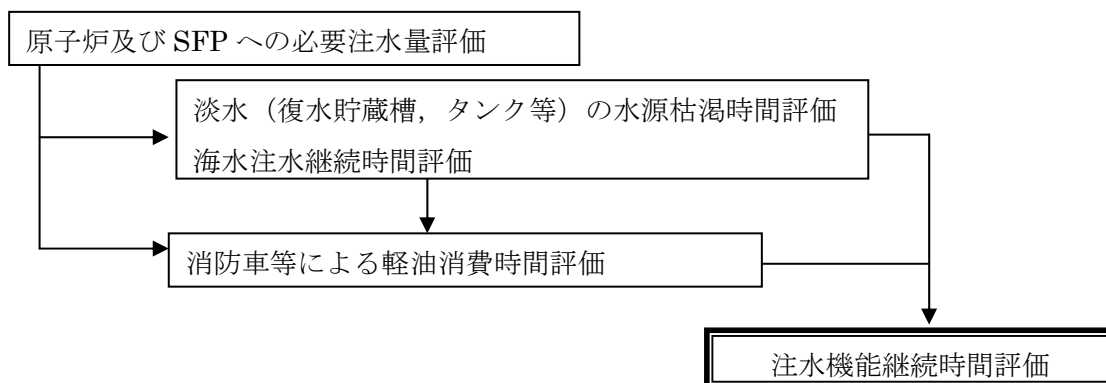 原子炉及び SFP への必要注水量評価
淡水（復水貯蔵槽，タンク等）の水源枯渇時間評価
海水注水継続時間評価
消防車等による軽油消費時間評価
注水機能継続時間評価